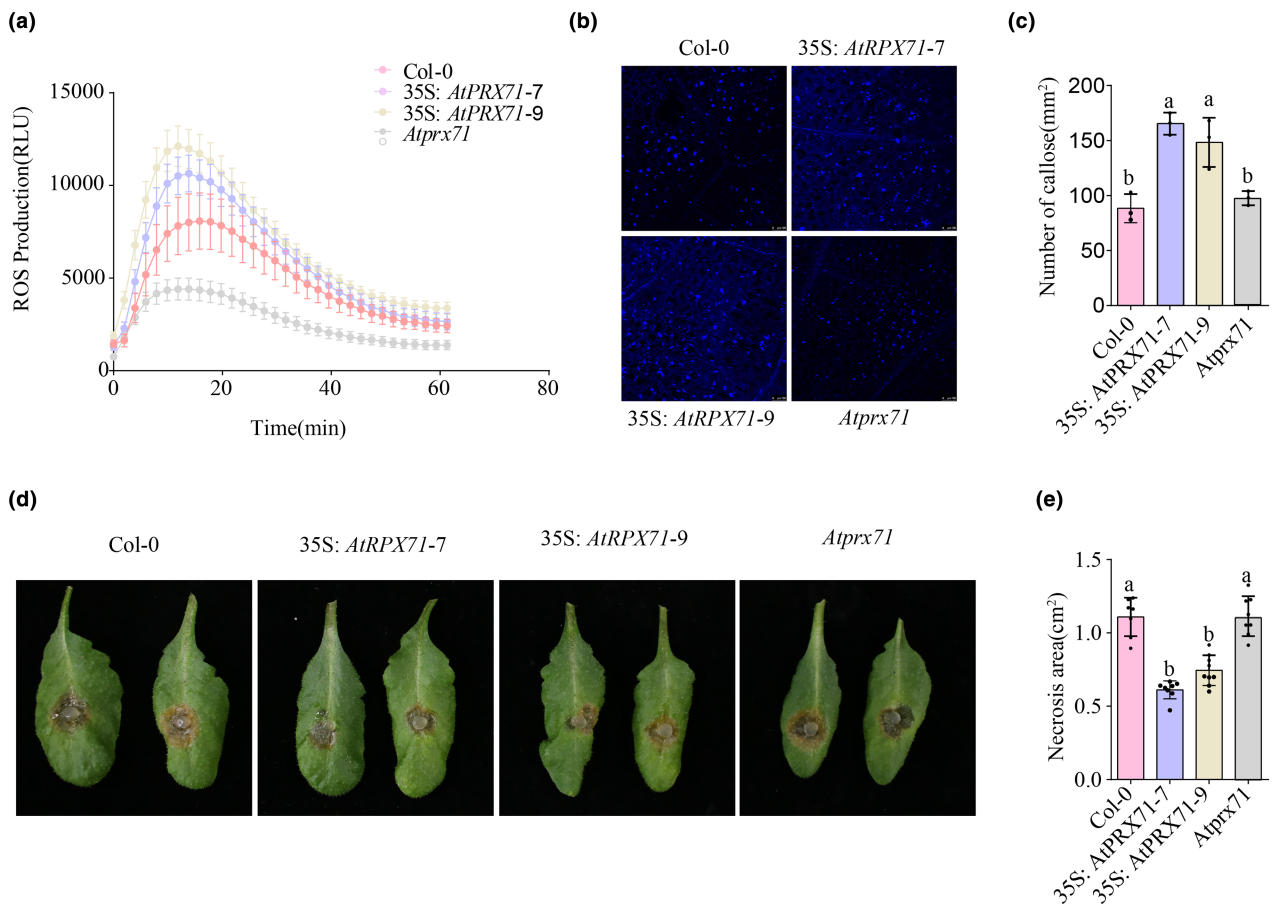 (a)
Col-0
35S: AtPRX71-7
35S: AtPRX71-9
Atprx71
15000
10000
5000
0
ROS Production(RLU)
0
20
40
60
80
Time(min)
(b)
Col-0
35S: AtRPX71-7
35S: AtRPX71-9
Atprx71
(c)
200
150
100
50
0
Number of callose(mm²)
b
a
a
b
Col-0
35S: AtPRX71-7
35S: AtPRX71-9
Atprx71
(d)
Col-0
35S: AtRPX71-7
35S: AtRPX71-9
Atprx71
(e)
1.5
1.0
0.5
0.0
Necrosis area(cm²)
a
b
b
a
Col-0
35S: AtPRX71-7
35S: AtPRX71-9
Atprx71